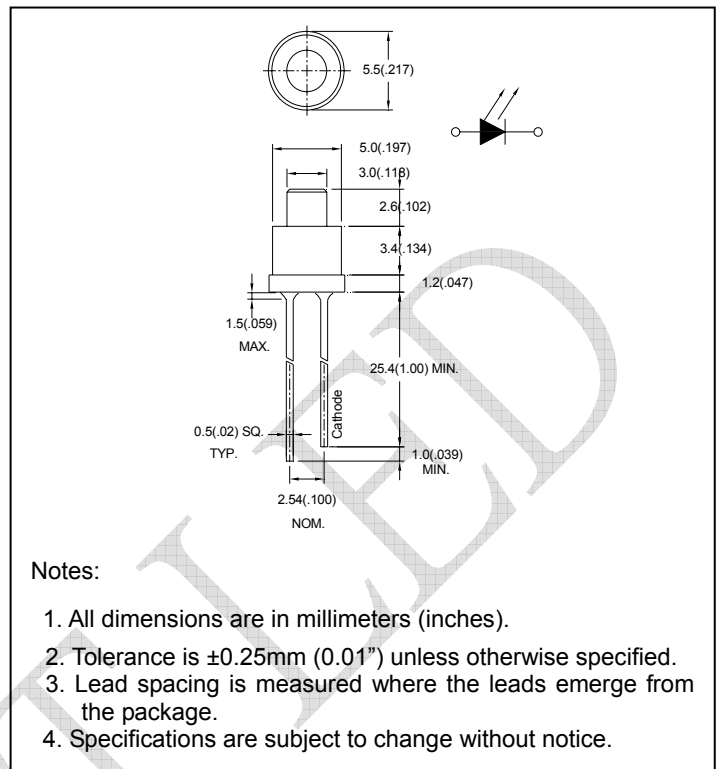 5.5(.217)
5.0(.197)
3.0(.118)
2.6(.102)
3.4(.134)
1.2(.047)
1.5(.059)
MAX.
25.4(1.00) MIN.
Cathode
0.5(.02) SQ.
TYP.
1.0(.039)
MIN.
2.54(.100)
NOM.
Notes:
1. All dimensions are in millimeters (inches).
2. Tolerance is ±0.25mm (0.01”) unless otherwise specified.
3. Lead spacing is measured where the leads emerge from
the package.
4. Specifications are subject to change without notice.
T LED